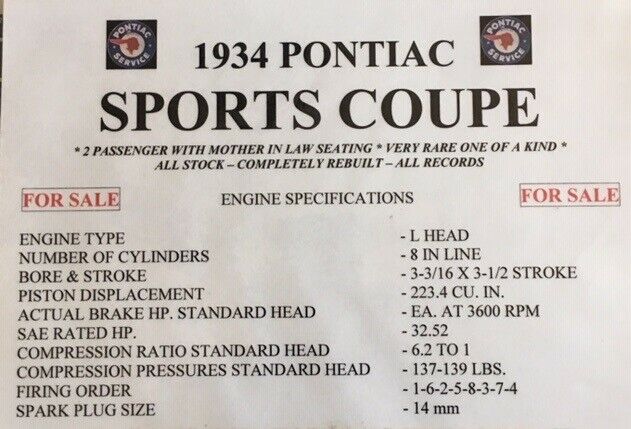 PONTIAC
SERVICE
PONTIAC
SERVICE
1934 PONTIAC
SPORTS COUPE
* 2 PASSENGER WITH MOTHER IN LAW SEATING * VERY RARE ONE OF A KIND *
ALL STOCK – COMPLETELY REBUILT – ALL RECORDS
FOR SALE ENGINE SPECIFICATIONS FOR SALE
ENGINE TYPE - L HEAD
NUMBER OF CYLINDERS - 8 IN LINE
BORE & STROKE - 3-3/16 X 3-1/2 STROKE
PISTON DISPLACEMENT - 223.4 CU. IN.
ACTUAL BRAKE HP. STANDARD HEAD - EA. AT 3600 RPM
SAE RATED HP. - 32.52
COMPRESSION RATIO STANDARD HEAD - 6.2 TO 1
COMPRESSION PRESSURES STANDARD HEAD - 137-139 LBS.
FIRING ORDER - 1-6-2-5-8-3-7-4
SPARK PLUG SIZE - 14 mm